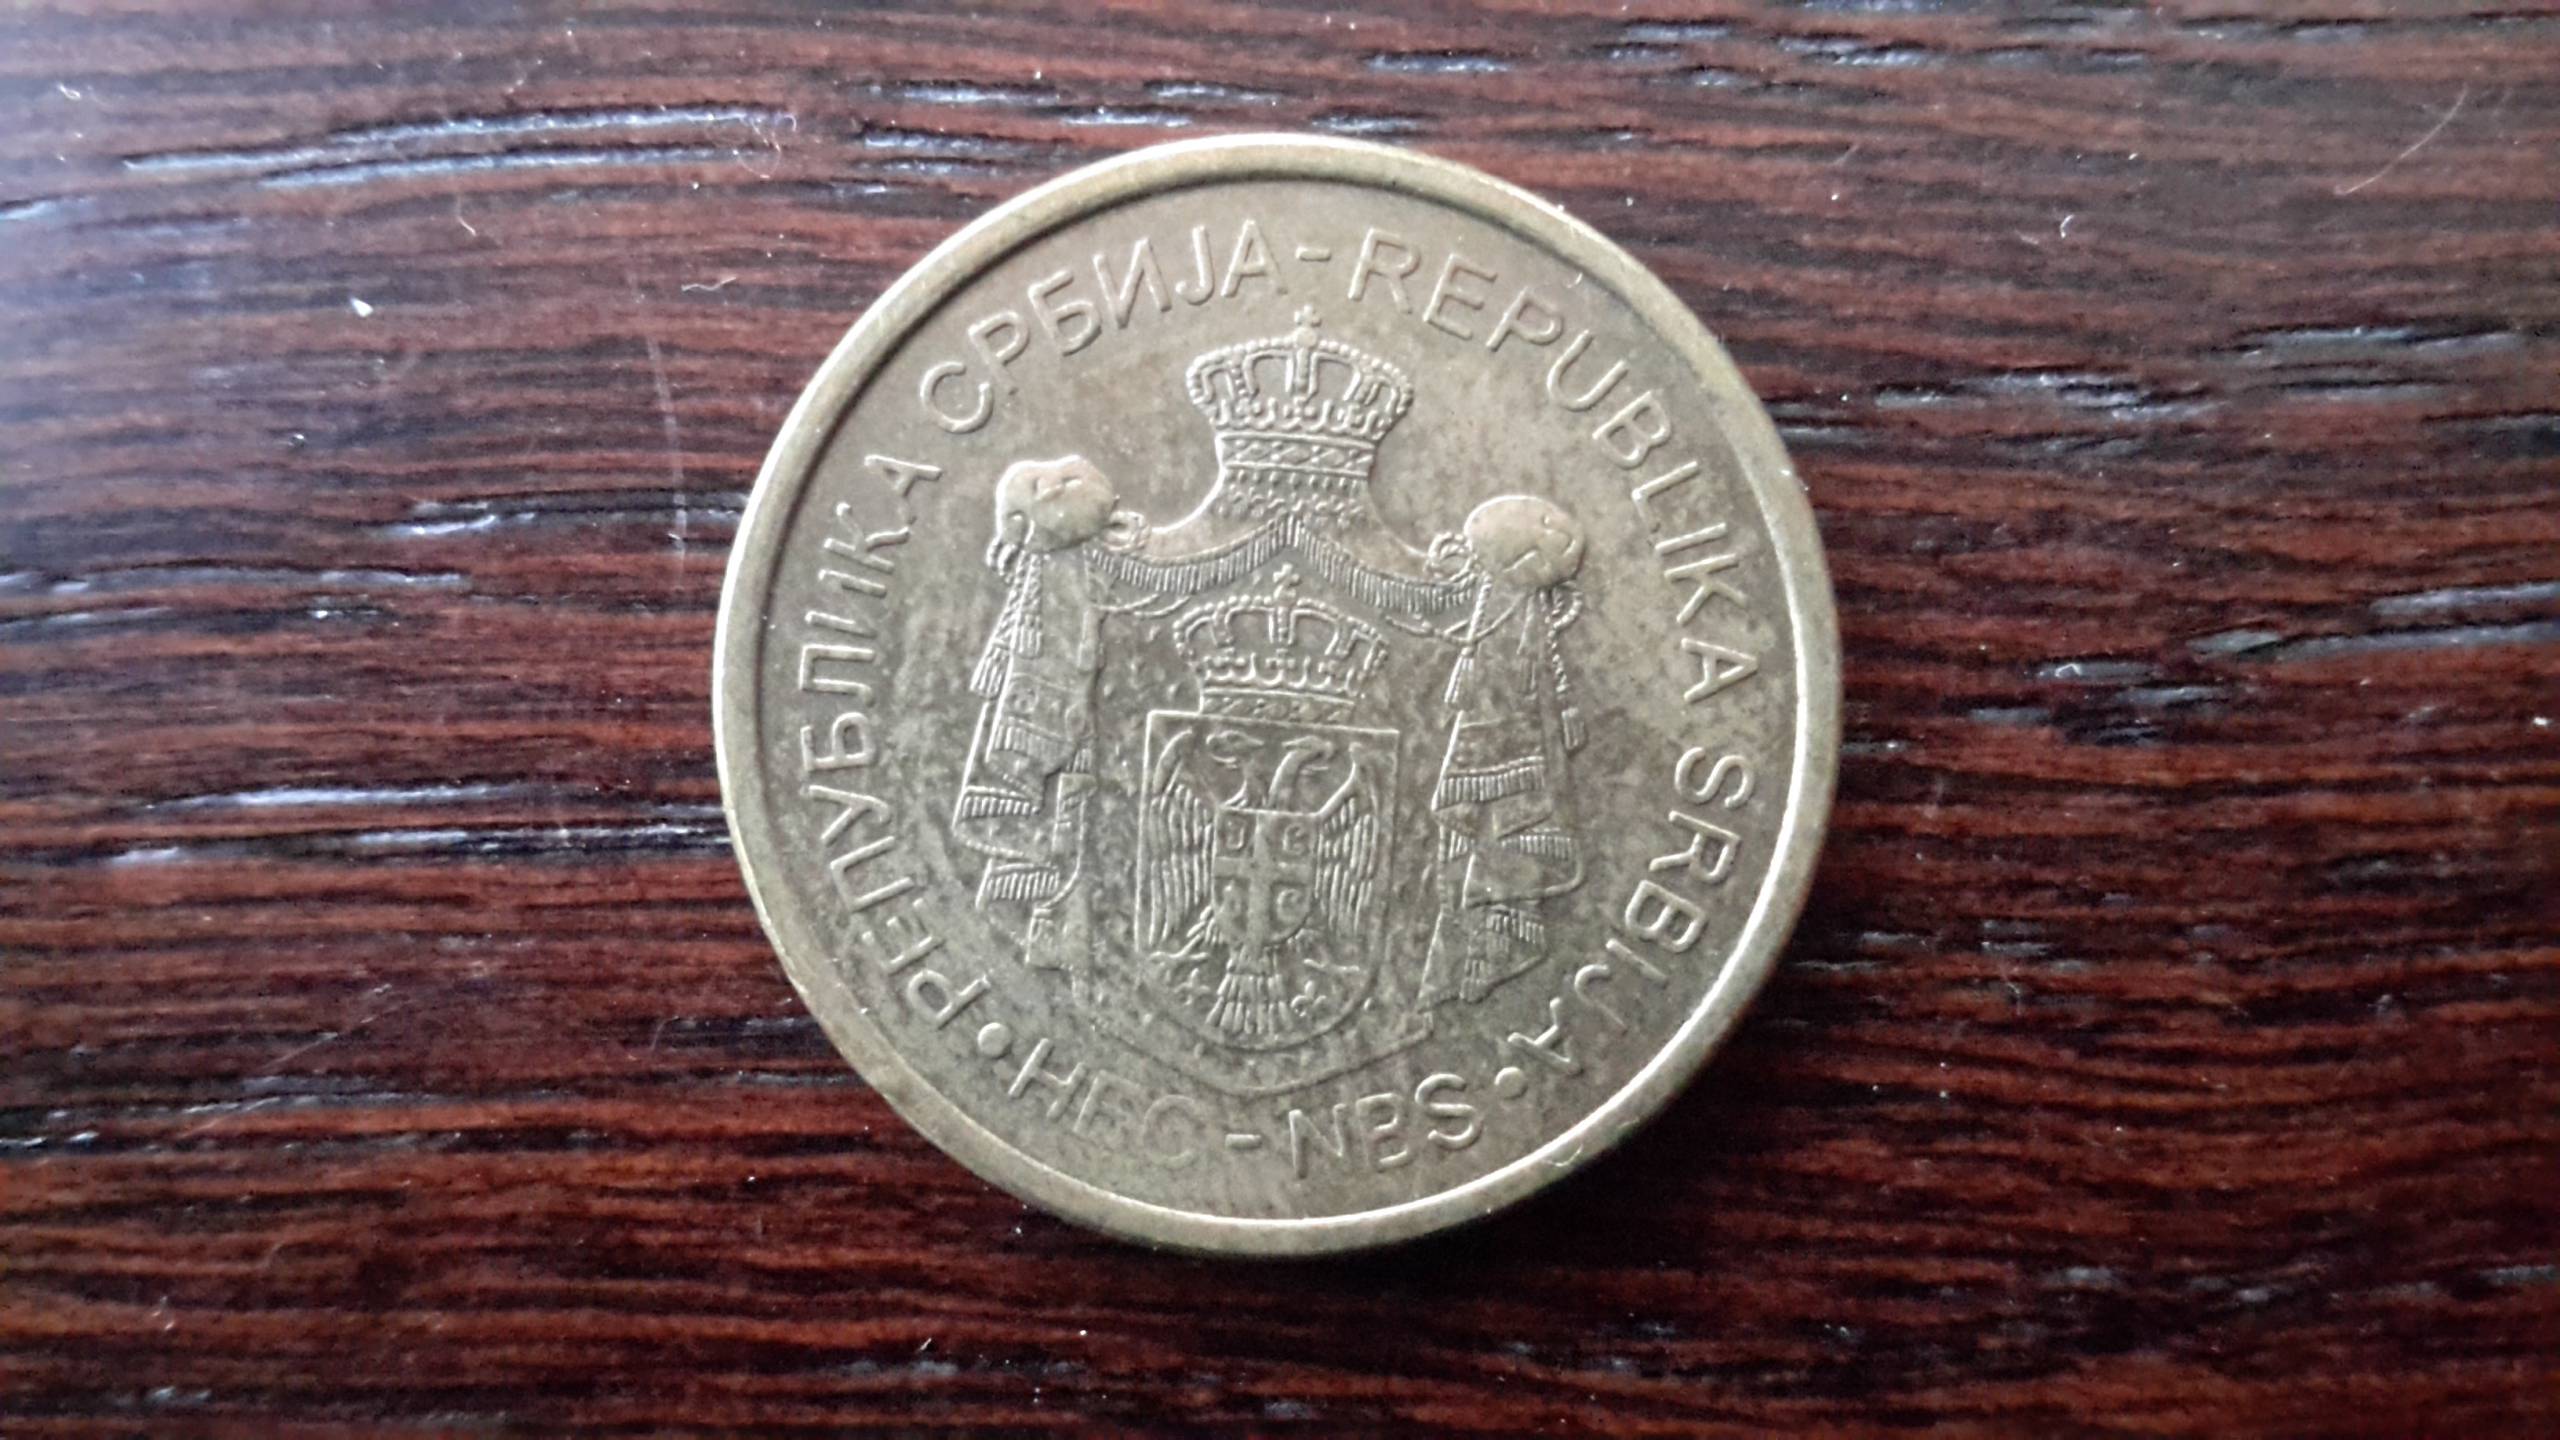 РЕПУБЛИКА СРБИЈА - REPUBLIKA SRBIJA
• НБС - NBS •